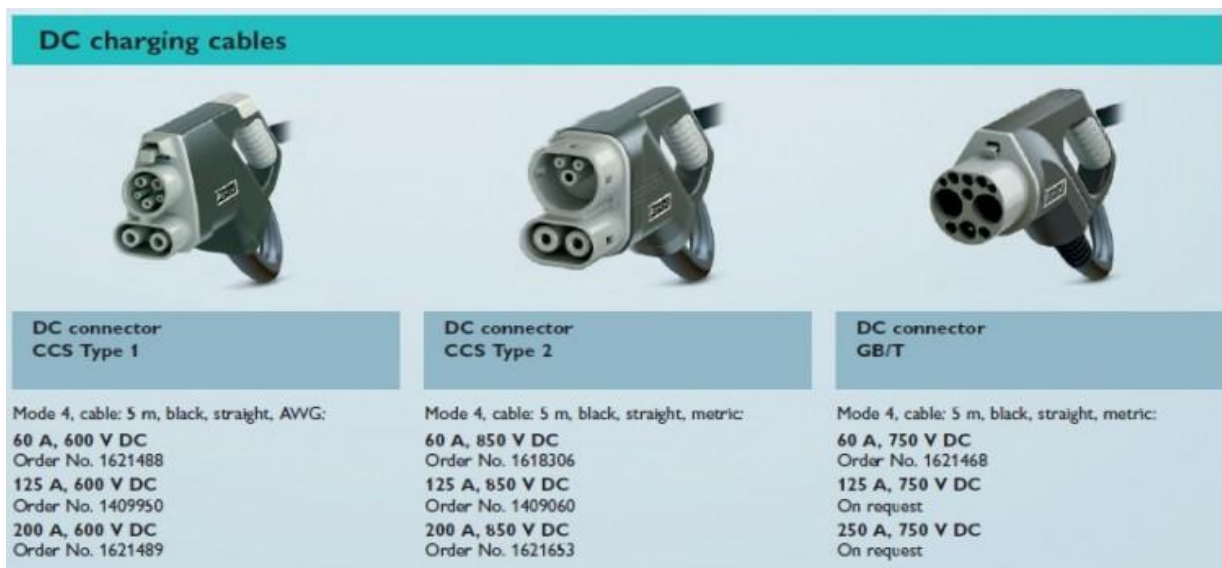 DC charging cables
DC connector
CCS Type 1
Mode 4, cable: 5 m, black, straight, AWG:
60 A, 600 V DC
Order No. 1621488
125 A, 600 V DC
Order No. 1409950
200 A, 600 V DC
Order No. 1621489
DC connector
CCS Type 2
Mode 4, cable: 5 m, black, straight, metric:
60 A, 850 V DC
Order No. 1618306
125 A, 850 V DC
Order No. 1409060
200 A, 850 V DC
Order No. 1621653
DC connector
GB/T
Mode 4, cable: 5 m, black, straight, metric:
60 A, 750 V DC
Order No. 1621468
125 A, 750 V DC
On request
250 A, 750 V DC
On request